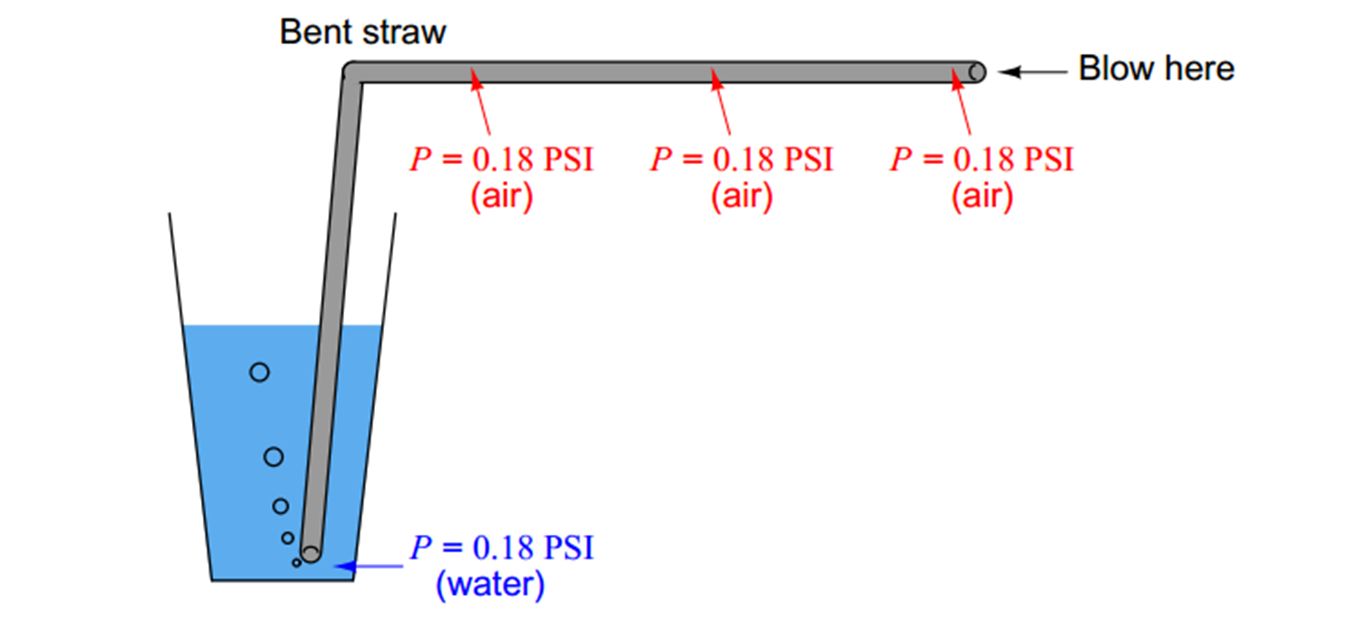 Bent straw
Blow here
P = 0.18 PSI
(air)
P = 0.18 PSI
(air)
P = 0.18 PSI
(air)
P = 0.18 PSI
(water)